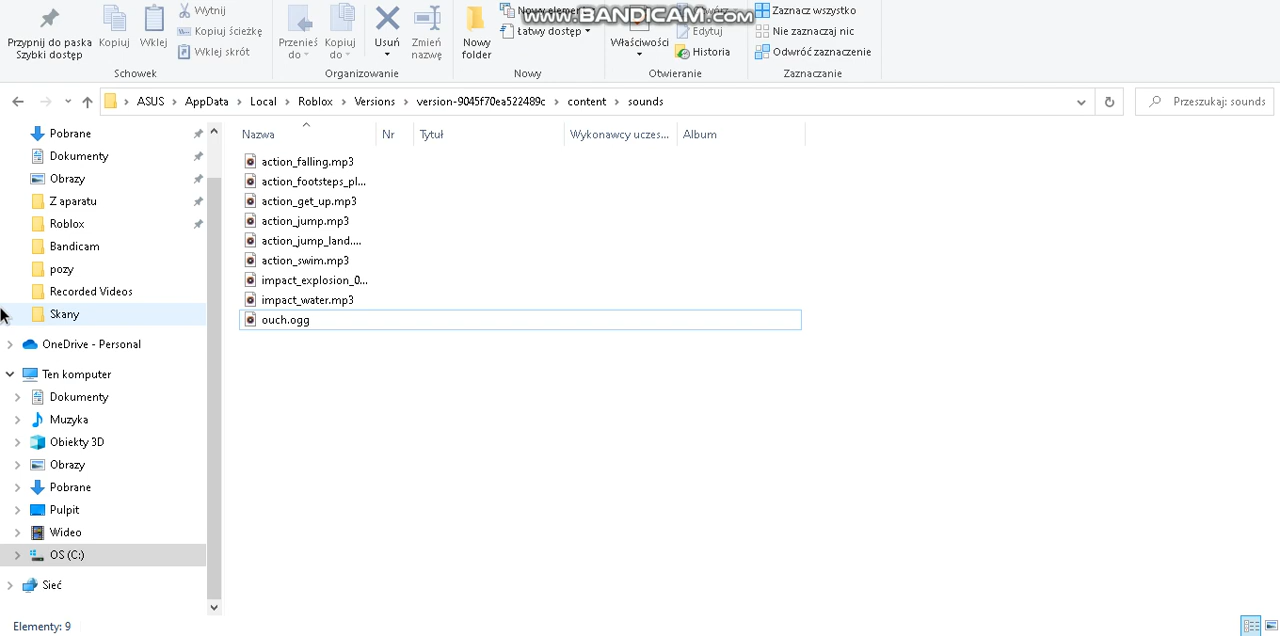 www.BANDICAM.com
Przypnij do paska
Szybki dostęp
Kopiuj
Wklej
Wytnij
Kopiuj ścieżkę
Wklej skrót
Schowek
Przenieś
do
Kopiuj
do
Usuń
Zmień
nazwę
Organizowanie
Nowy
folder
Łatwy dostęp
Nowy
Właściwości
Edytuj
Historia
Otwieranie
Zaznacz wszystko
Nie zaznaczaj nic
Odwróć zaznaczenie
Zaznaczanie
ASUS > AppData > Local > Roblox > Versions > version-9045f70ea522489c > content > sounds
Przeszukaj: sounds
Pobrane
Dokumenty
Obrazy
Z aparatu
Roblox
Bandicam
pozy
Recorded Videos
Skany
OneDrive - Personal
Ten komputer
Dokumenty
Muzyka
Obiekty 3D
Obrazy
Pobrane
Pulpit
Wideo
OS (C:)
Sieć
Nazwa Nr Tytuł Wykonawcy uczes... Album
action_falling.mp3
action_footsteps_pl...
action_get_up.mp3
action_jump.mp3
action_jump_land....
action_swim.mp3
impact_explosion_0...
impact_water.mp3
ouch.ogg
Elementy: 9